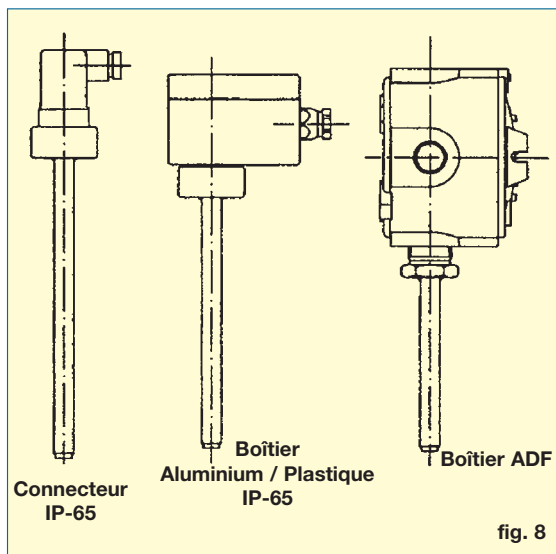 Connecteur
IP-65
Boîtier
Aluminium / Plastique
IP-65
Boîtier ADF
fig. 8